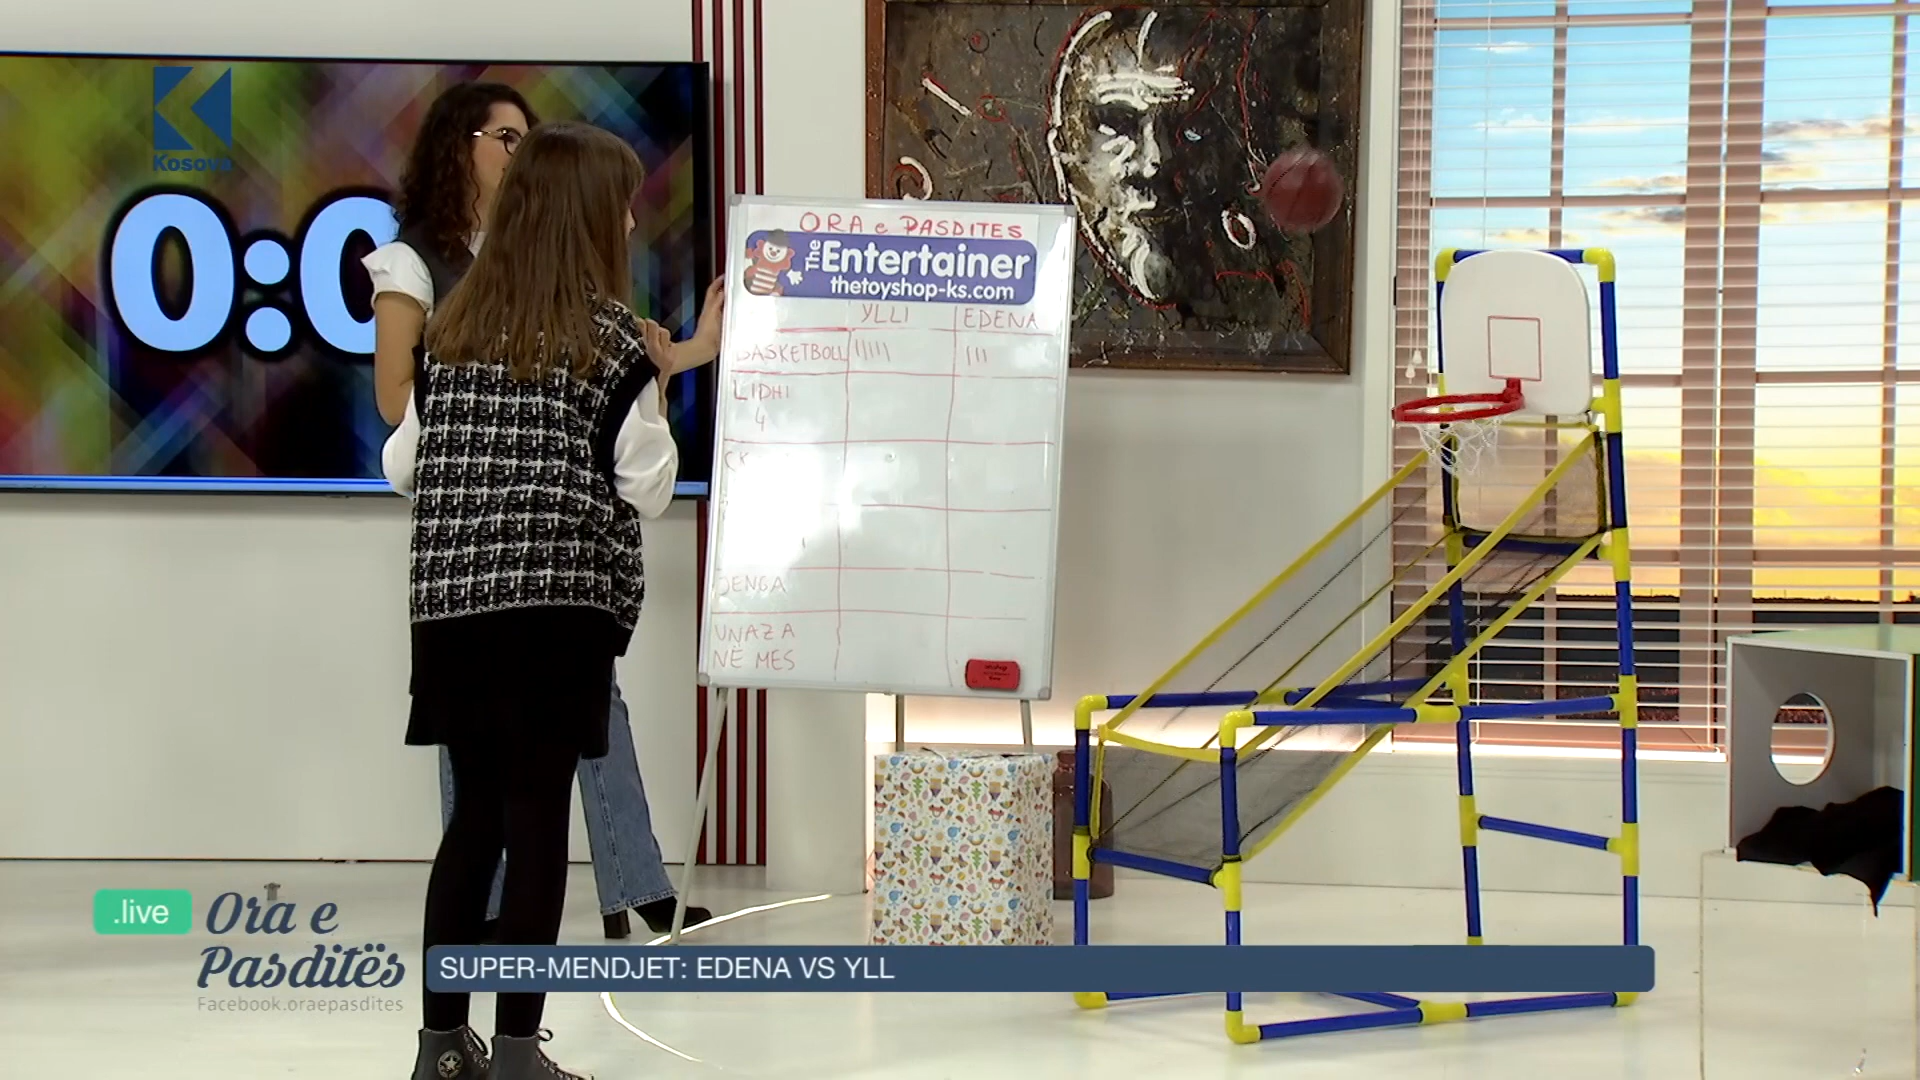 Kosova
0:0
ORA e PASDITES
The Entertainer
thetoyshop-ks.com
YLLI EDENA
BASKETBOLL \\\\\ \\\
LIDHI
4
JENGA
UNAZA
NË MES
.live
Ora e
Pasditës
Facebook.oraepasdites
SUPER-MENDJET: EDENA VS YLL